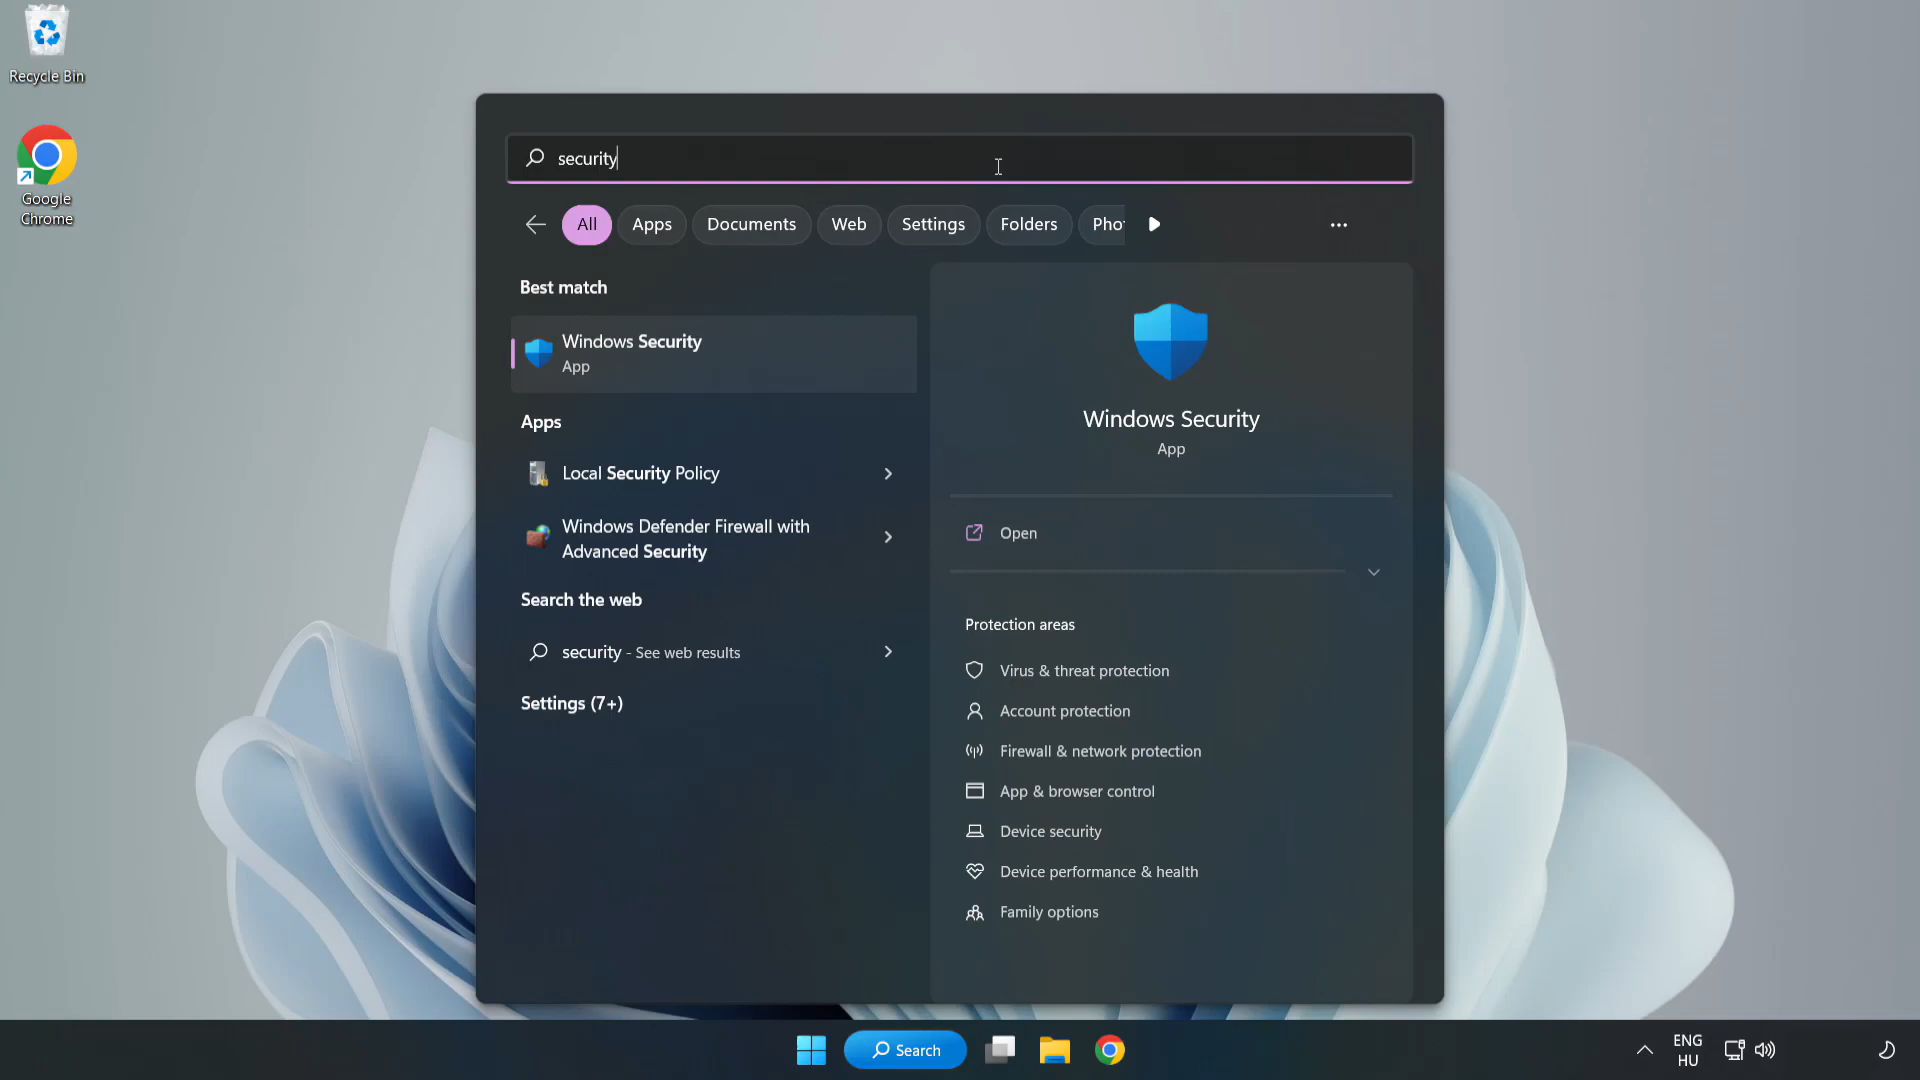 Recycle Bin
Google
Chrome
security
All
Apps
Documents
Web
Settings
Folders
Best match
Windows Security
App
Apps
Local Security Policy
Windows Defender Firewall with
Advanced Security
Search the web
security - See web results
Settings (7+)
Windows Security
App
Open
Protection areas
Virus & threat protection
Account protection
Firewall & network protection
App & browser control
Device security
Device performance & health
Family options
Search
ENG
HU